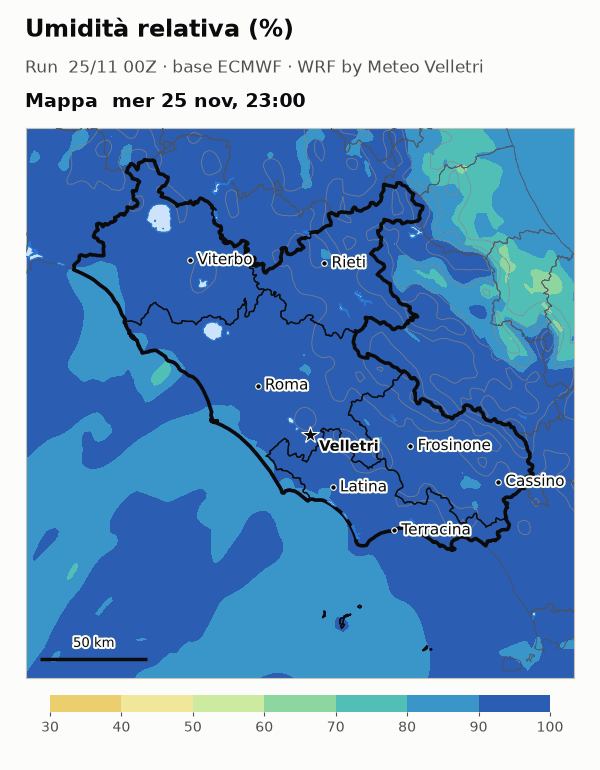 Umidità relativa (%)
Run  25/11 00Z · base ECMWF · WRF by Meteo Velletri
Mappa  mer 25 nov, 23:00
Viterbo
Rieti
Roma
Velletri
Frosinone
Cassino
Latina
Terracina
50 km
30 40 50 60 70 80 90 100